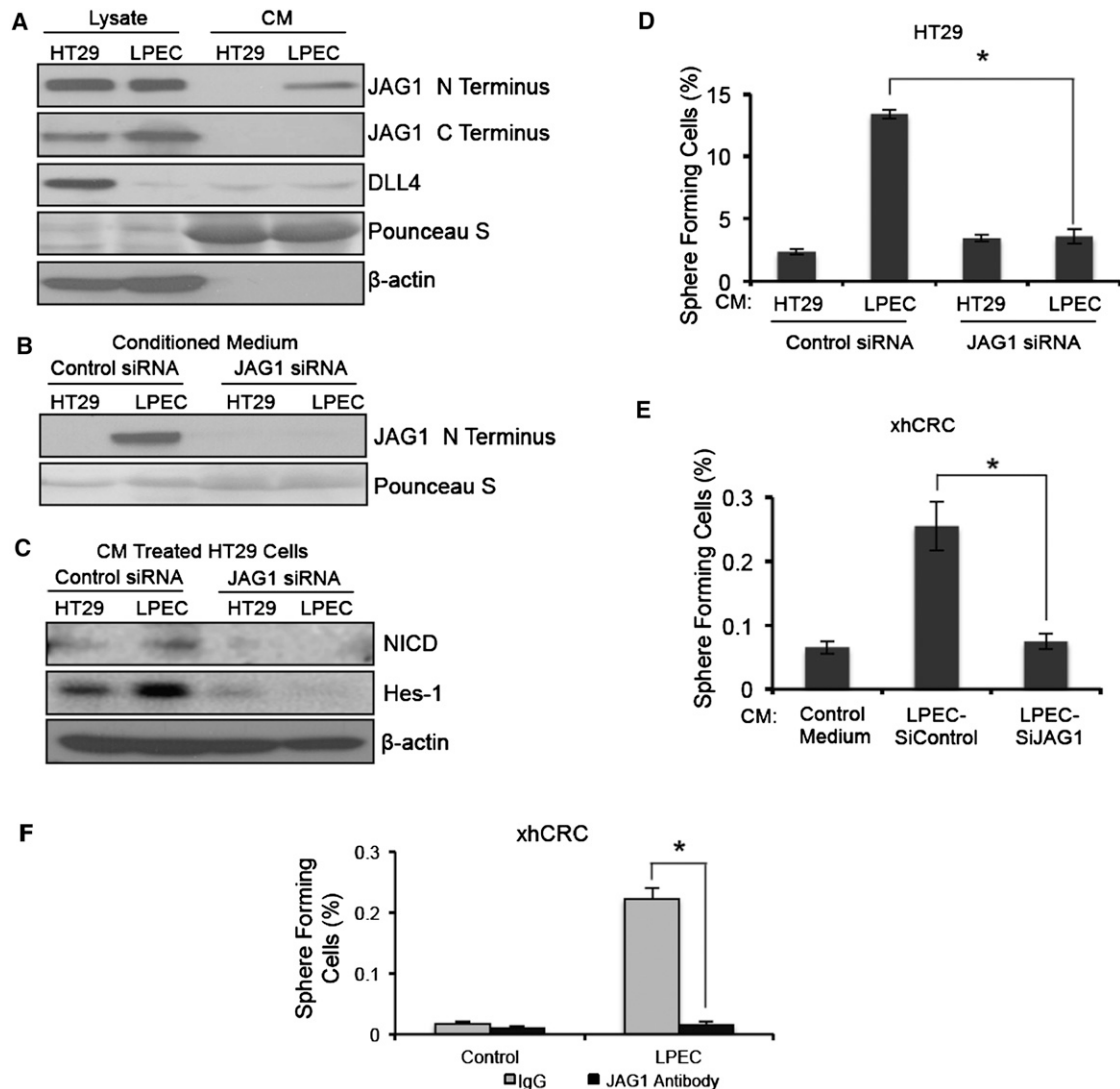 A
Lysate CM
HT29 LPEC HT29 LPEC
JAG1 N Terminus
JAG1 C Terminus
DLL4
Pounceau S
β-actin
B
Conditioned Medium
Control siRNA JAG1 siRNA
HT29 LPEC HT29 LPEC
JAG1 N Terminus
Pounceau S
C
CM Treated HT29 Cells
Control siRNA JAG1 siRNA
HT29 LPEC HT29 LPEC
NICD
Hes-1
β-actin
D
HT29
*
Sphere Forming Cells (%)
15
10
5
0
CM: HT29 LPEC HT29 LPEC
Control siRNA JAG1 siRNA
E
xhCRC
*
Sphere Forming Cells (%)
0.3
0.2
0.1
0
CM: Control Medium LPEC-SiControl LPEC-SiJAG1
F
xhCRC
*
Sphere Forming
Cells (%)
0.3
0.2
0.1
0
Control LPEC
IgG JAG1 Antibody